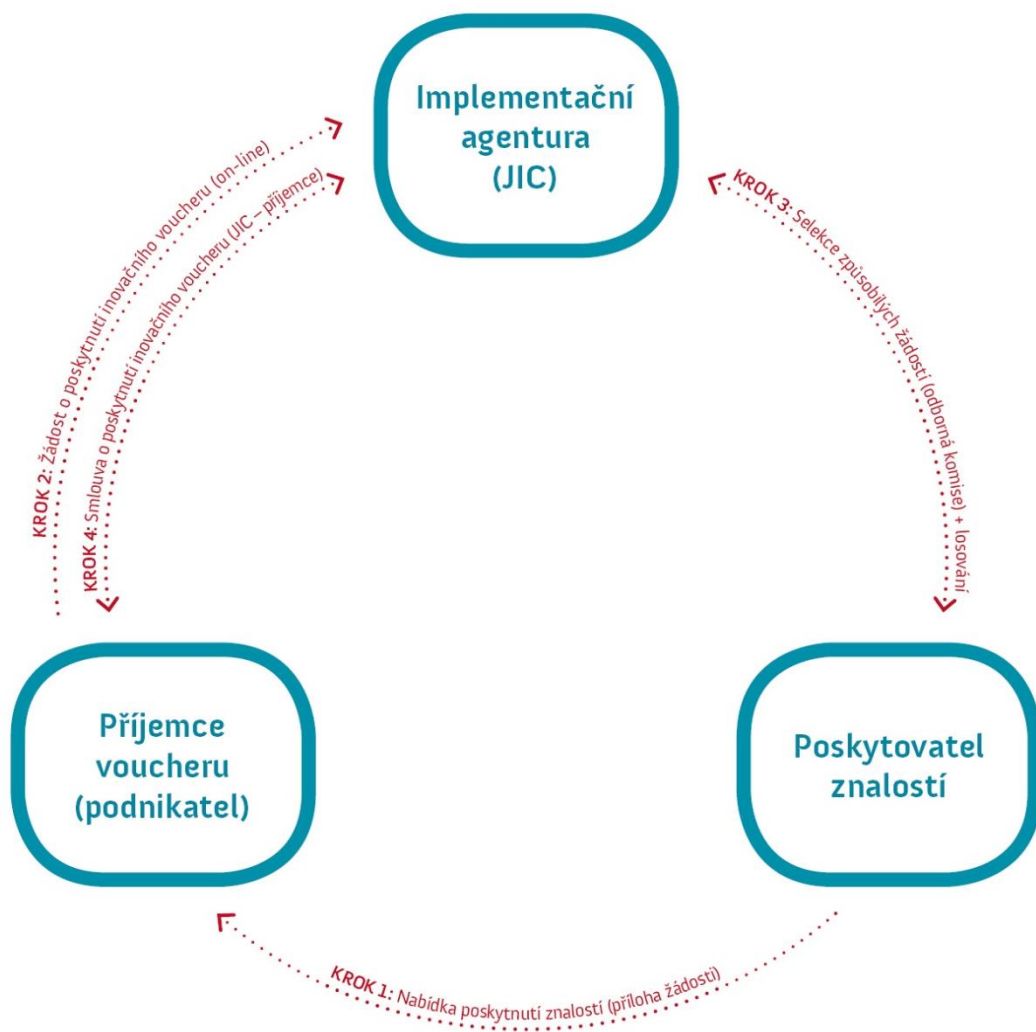 Implementační
agentura
(JIC)
KROK 2: Žádost o poskytnutí inovačního voucheru (on-line)
KROK 4: Smlouva o poskytnutí inovačního voucheru (JIC – příjemce)
KROK 3: Selekce způsobilých žádostí (odborná komise) + losování
Příjemce
voucheru
(podnikatel)
Poskytovatel
znalostí
KROK 1: Nabídka poskytnutí znalostí (příloha žádosti)